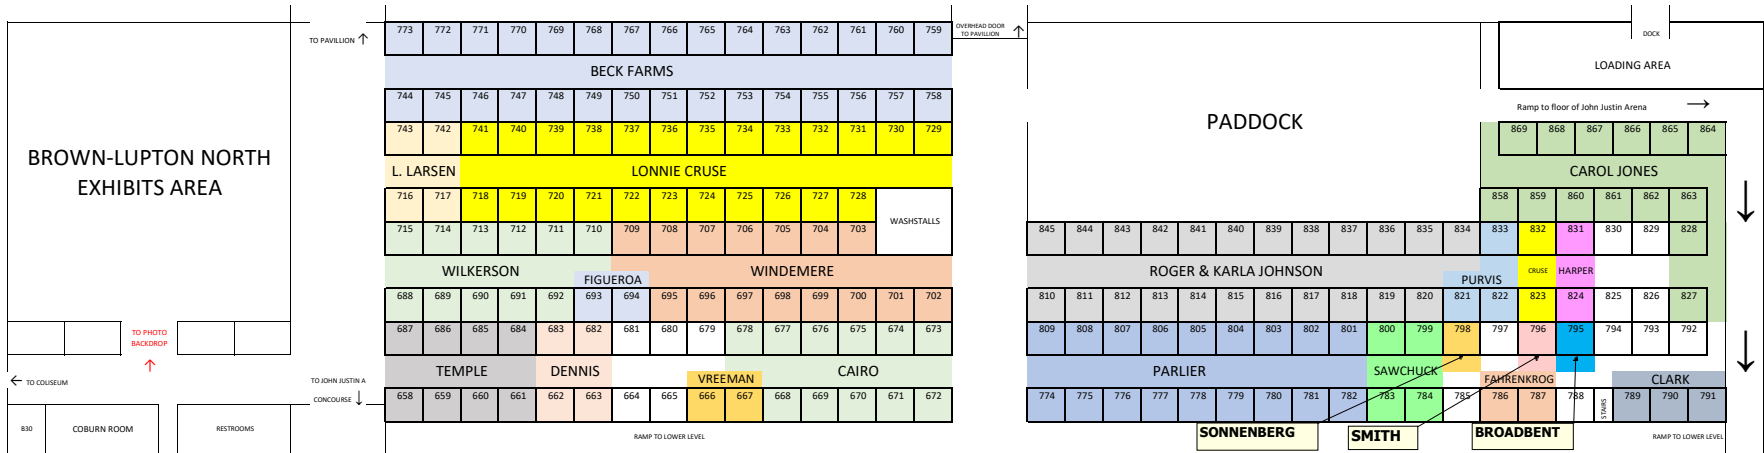 773 772 771 770 769 768 767 766 765 764 763 762 761 760 759
OVERHEAD DOOR
TO PAVILLION ↑
TO PAVILLION ↑
DOCK
BECK FARMS
LOADING AREA
744 745 746 747 748 749 750 751 752 753 754 755 756 757 758
Ramp to floor of John Justin Arena →
743 742 741 740 739 738 737 736 735 734 733 732 731 730 729
PADDOCK
869 868 867 866 865 864
BROWN-LUPTON NORTH
EXHIBITS AREA
L. LARSEN LONNIE CRUSE
CAROL JONES
716 717 718 719 720 721 722 723 724 725 726 727 728
WASHSTALLS
858 859 860 861 862 863
715 714 713 712 711 710 709 708 707 706 705 704 703
845 844 843 842 841 840 839 838 837 836 835 834 833 832 831 830 829 828
WILKERSON FIGUEROA WINDEMERE
ROGER & KARLA JOHNSON PURVIS CRUSE HARPER
688 689 690 691 692 693 694 695 696 697 698 699 700 701 702
810 811 812 813 814 815 816 817 818 819 820 821 822 823 824 825 826 827
687 686 685 684 683 682 681 680 679 678 677 676 675 674 673
809 808 807 806 805 804 803 802 801 800 799 798 797 796 795 794 793 792
TO PHOTO
BACKDROP
↑
← TO COLISEUM
TO JOHN JUSTIN A
CONCOURSE ↓
TEMPLE DENNIS VREEMAN CAIRO
PARLIER SAWCHUCK FAHRENKROG CLARK
658 659 660 661 662 663 664 665 666 667 668 669 670 671 672
774 775 776 777 778 779 780 781 782 783 784 785 786 787 788 STAIRS 789 790 791
B30 COBURN ROOM RESTROOMS
RAMP TO LOWER LEVEL
SONNENBERG SMITH BROADBENT
RAMP TO LOWER LEVEL